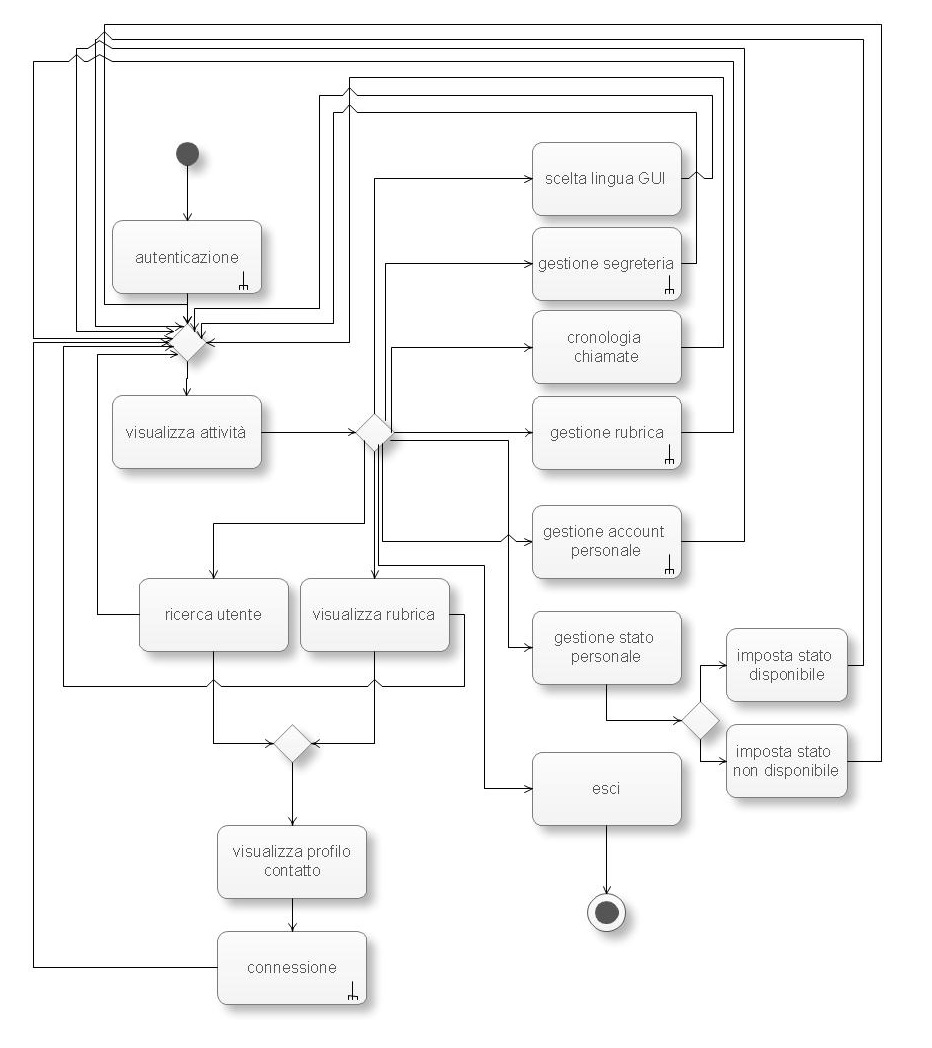 scelta lingua GUI
autenticazione
gestione segreteria
cronologia
chiamate
visualizza attività
gestione rubrica
gestione account
personale
ricerca utente
visualizza rubrica
gestione stato
personale
imposta stato
disponibile
imposta stato
non disponibile
esci
visualizza profilo
contatto
connessione